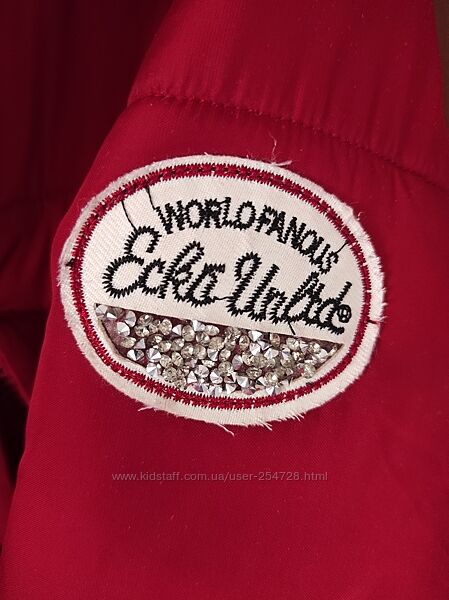 WORLD FAMOUS
Ecko Unltd®
www.kidstaff.com.ua/user-254728.html